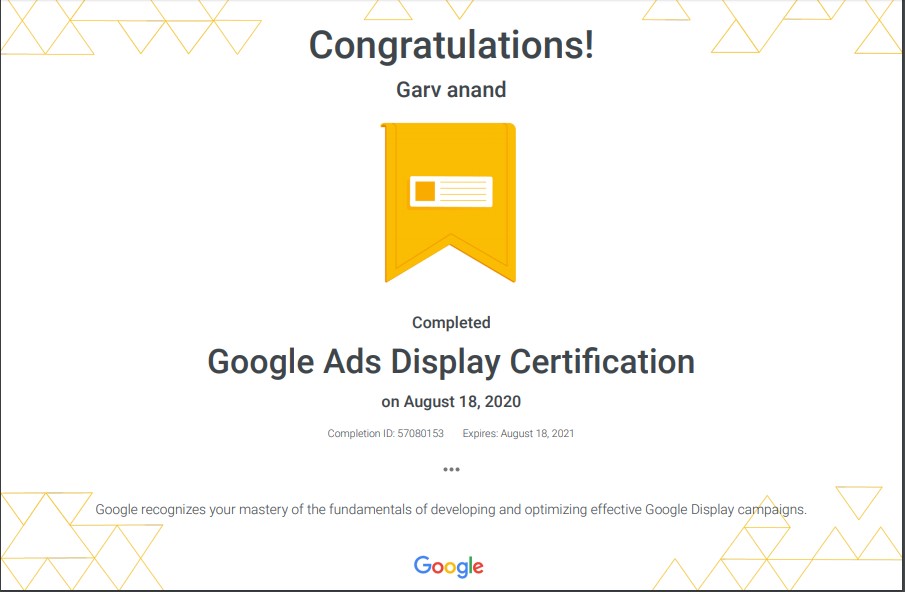 Congratulations!
Garv anand
Completed
Google Ads Display Certification
on August 18, 2020
Completion ID: 57080153 Expires: August 18, 2021
•••
Google recognizes your mastery of the fundamentals of developing and optimizing effective Google Display campaigns.
Google